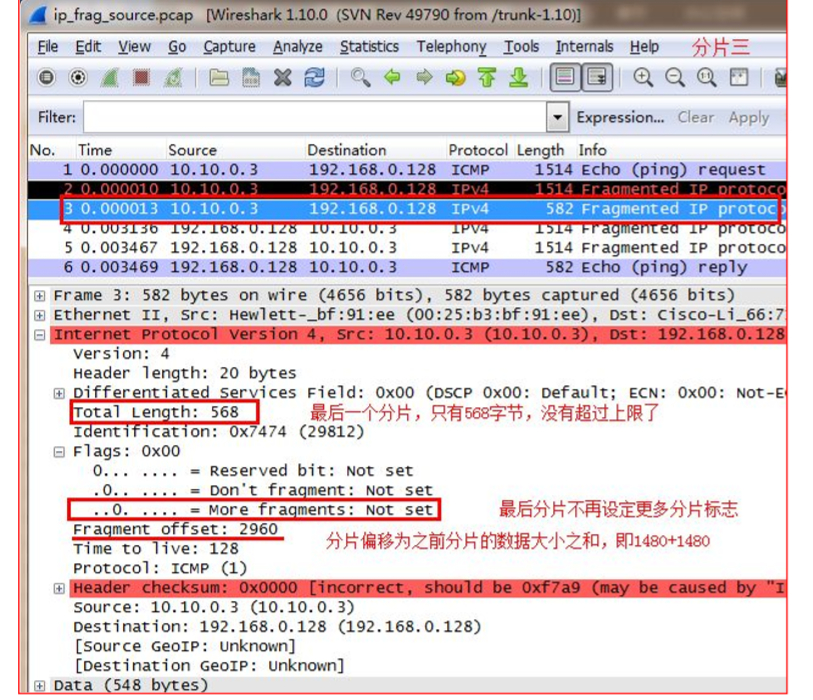 ip_frag_source.pcap [Wireshark 1.10.0 (SVN Rev 49790 from /trunk-1.10)]
File Edit View Go Capture Analyze Statistics Telephony Tools Internals Help 分片三
Filter: Expression... Clear Apply
No. Time Source Destination Protocol Length Info
1 0.000000 10.10.0.3 192.168.0.128 ICMP 1514 Echo (ping) request
2 0.000010 10.10.0.3 192.168.0.128 IPv4 1514 Fragmented IP protoco
3 0.000013 10.10.0.3 192.168.0.128 IPv4 582 Fragmented IP protoc
4 0.003136 192.168.0.128 10.10.0.3 IPv4 1514 Fragmented IP protoco
5 0.003467 192.168.0.128 10.10.0.3 IPv4 1514 Fragmented IP protoco
6 0.003469 192.168.0.128 10.10.0.3 ICMP 582 Echo (ping) reply
Frame 3: 582 bytes on wire (4656 bits), 582 bytes captured (4656 bits)
Ethernet II, Src: Hewlett-_bf:91:ee (00:25:b3:bf:91:ee), Dst: Cisco-Li_66:7
Internet Protocol Version 4, Src: 10.10.0.3 (10.10.0.3), Dst: 192.168.0.128
Version: 4
Header length: 20 bytes
Differentiated Services Field: 0x00 (DSCP 0x00: Default; ECN: 0x00: Not-E
Total Length: 568 最后一个分片，只有568字节，没有超过上限了
Identification: 0x7474 (29812)
Flags: 0x00
0... .... = Reserved bit: Not set
.0.. .... = Don't fragment: Not set
..0. .... = More fragments: Not set 最后分片不再设定更多分片标志
Fragment offset: 2960
分片偏移为之前分片的数据大小之和，即1480+1480
Time to live: 128
Protocol: ICMP (1)
Header checksum: 0x0000 [incorrect, should be 0xf7a9 (may be caused by "I
Source: 10.10.0.3 (10.10.0.3)
Destination: 192.168.0.128 (192.168.0.128)
[Source GeoIP: Unknown]
[Destination GeoIP: Unknown]
Data (548 bytes)